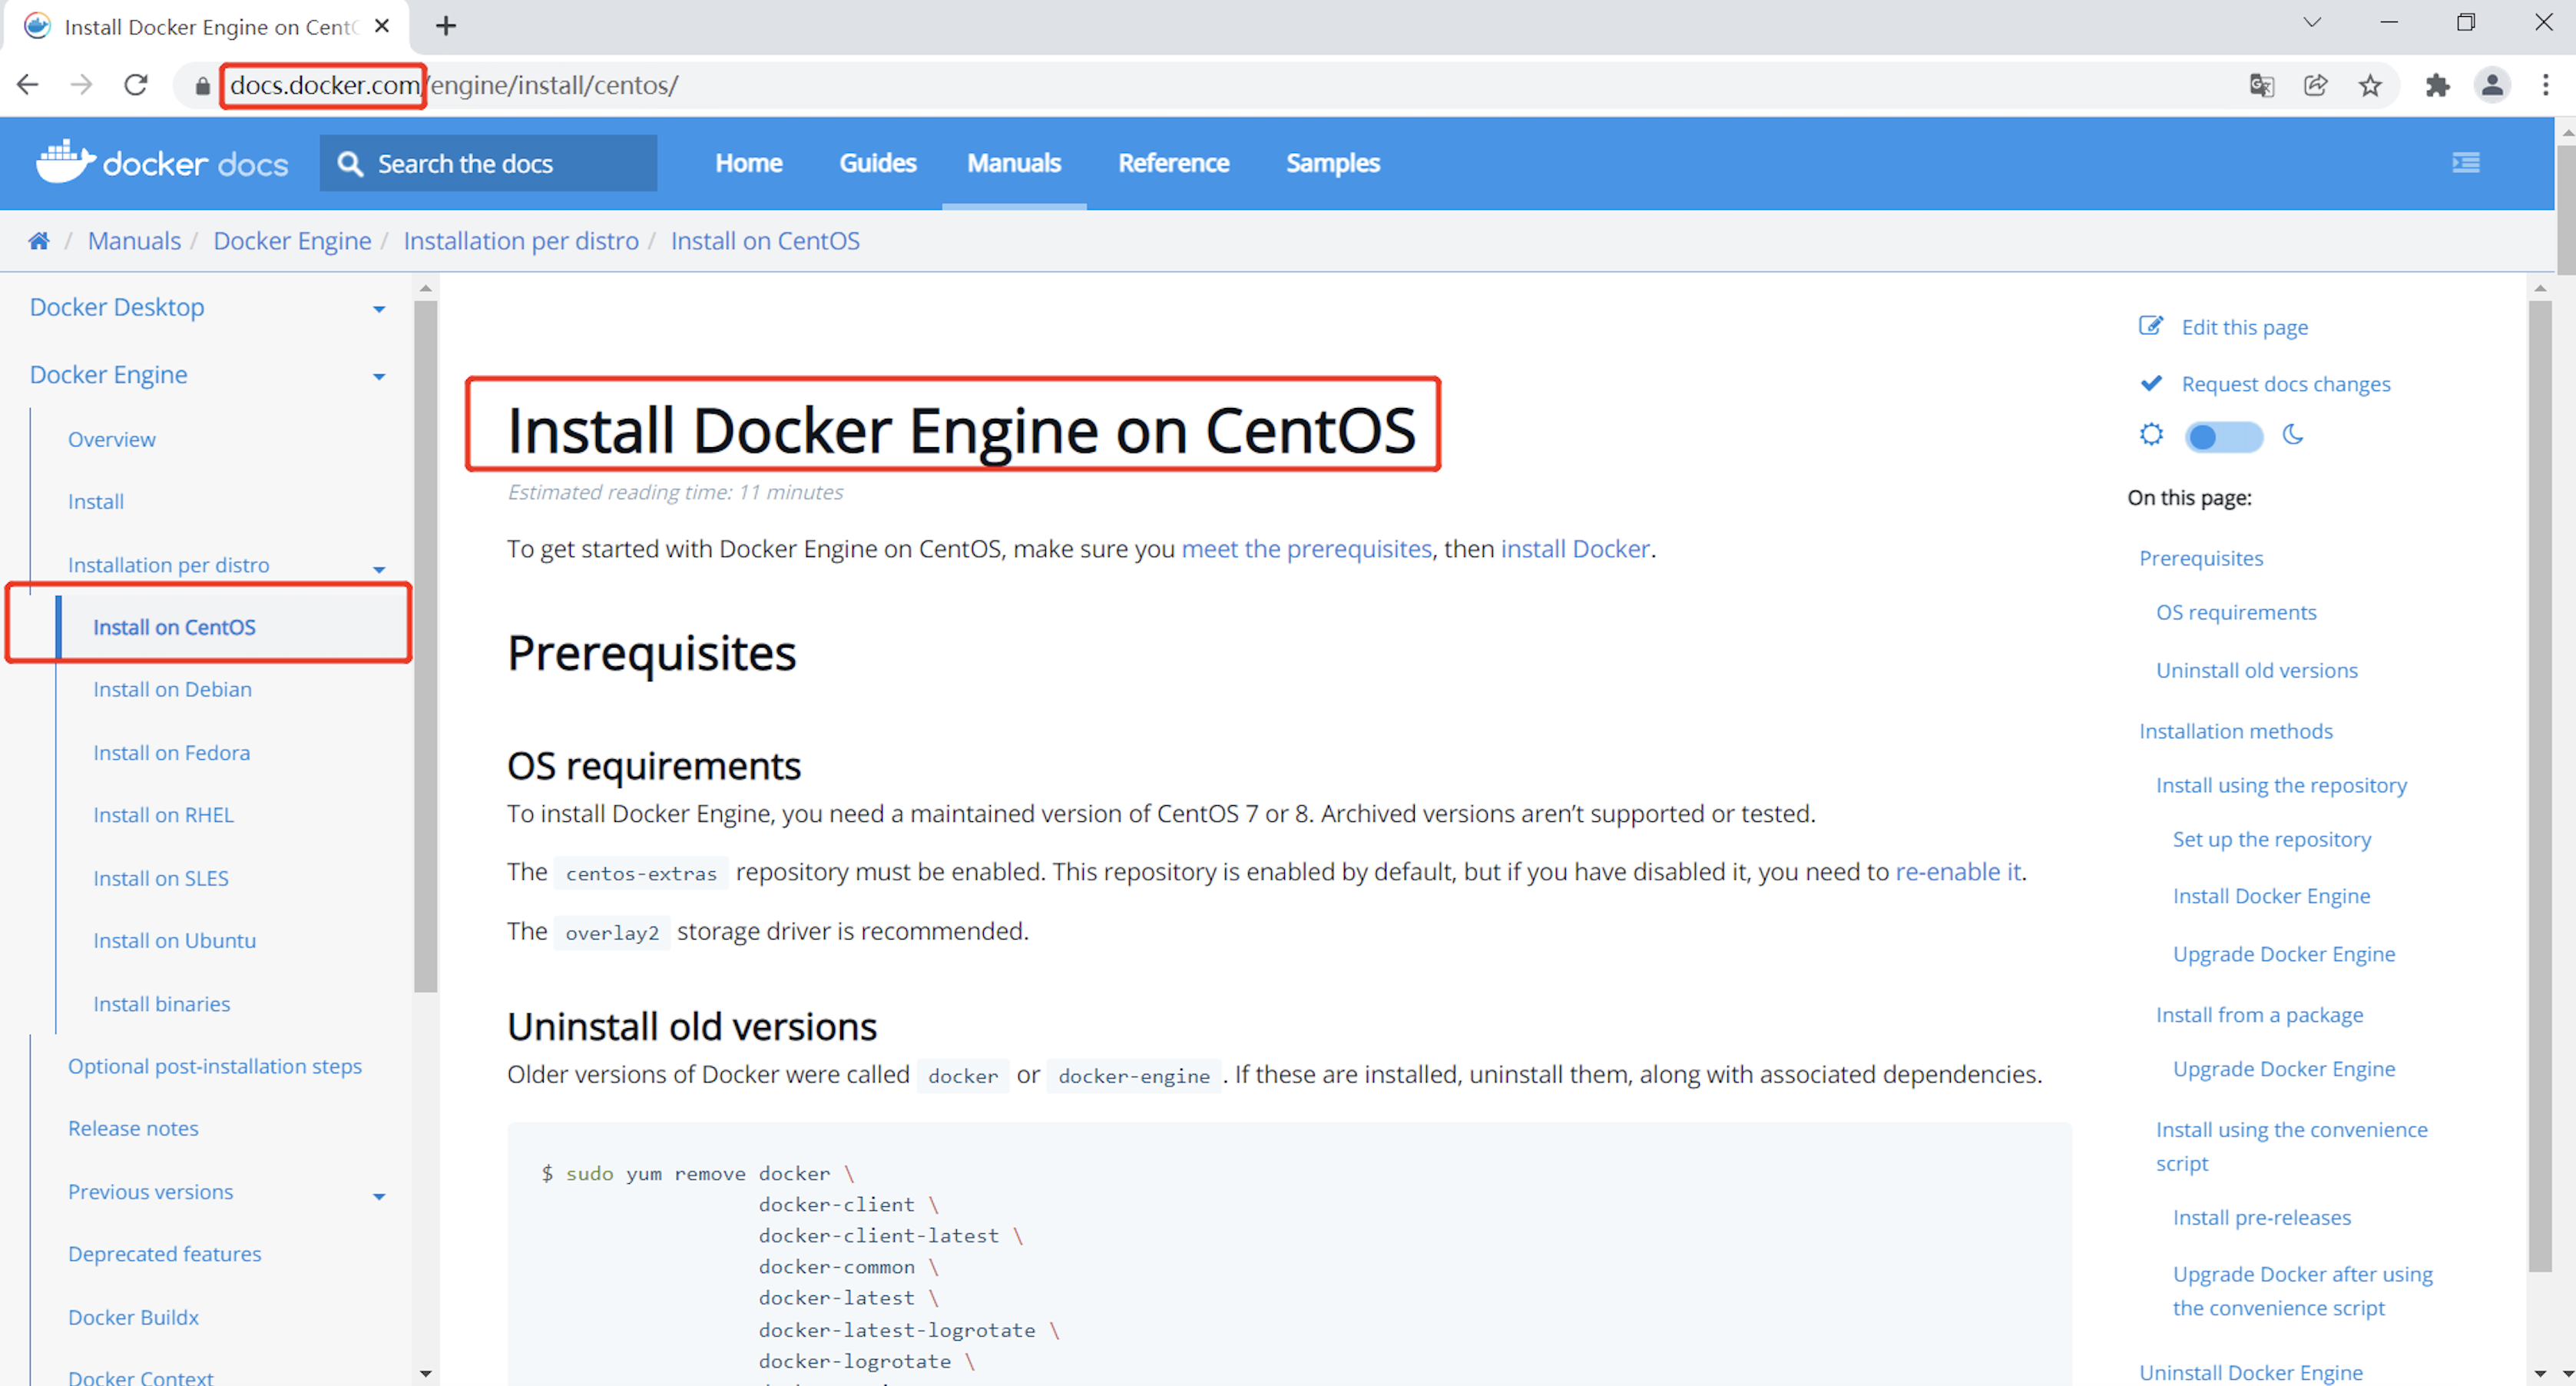 Install Docker Engine on Cent
docs.docker.com/engine/install/centos/
docker docs
Search the docs
Home
Guides
Manuals
Reference
Samples
/ Manuals / Docker Engine / Installation per distro / Install on CentOS
Docker Desktop
Docker Engine
Overview
Install
Installation per distro
Install on CentOS
Install on Debian
Install on Fedora
Install on RHEL
Install on SLES
Install on Ubuntu
Install binaries
Optional post-installation steps
Release notes
Previous versions
Deprecated features
Docker Buildx
Docker Context
Install Docker Engine on CentOS
Estimated reading time: 11 minutes
To get started with Docker Engine on CentOS, make sure you meet the prerequisites, then install Docker.
Prerequisites
OS requirements
To install Docker Engine, you need a maintained version of CentOS 7 or 8. Archived versions aren’t supported or tested.
The centos-extras repository must be enabled. This repository is enabled by default, but if you have disabled it, you need to re-enable it.
The overlay2 storage driver is recommended.
Uninstall old versions
Older versions of Docker were called docker or docker-engine . If these are installed, uninstall them, along with associated dependencies.
$ sudo yum remove docker \
docker-client \
docker-client-latest \
docker-common \
docker-latest \
docker-latest-logrotate \
docker-logrotate \
Edit this page
Request docs changes
On this page:
Prerequisites
OS requirements
Uninstall old versions
Installation methods
Install using the repository
Set up the repository
Install Docker Engine
Upgrade Docker Engine
Install from a package
Upgrade Docker Engine
Install using the convenience
script
Install pre-releases
Upgrade Docker after using
the convenience script
Uninstall Docker Engine